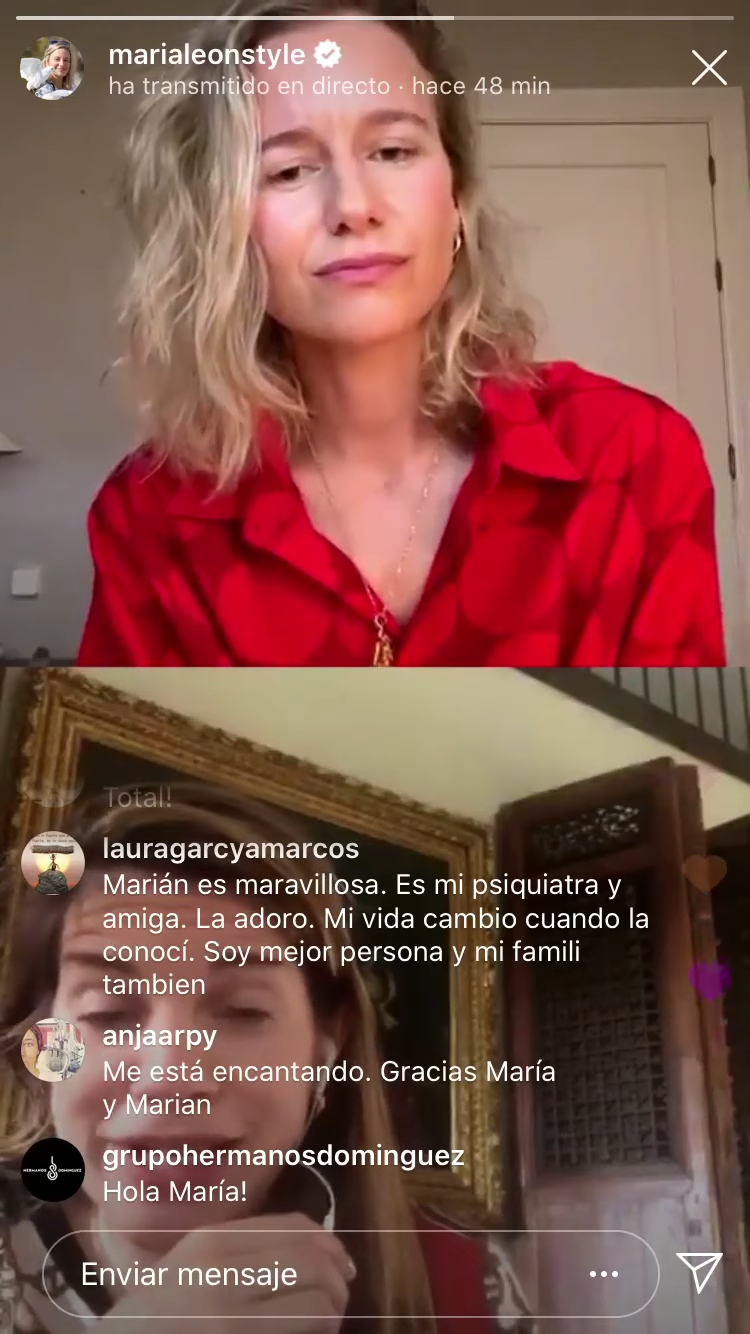 marialeonstyle
ha transmitido en directo · hace 48 min
Total!
lauragarcyamarcos
Marián es maravillosa. Es mi psiquiatra y
amiga. La adoro. Mi vida cambio cuando la
conocí. Soy mejor persona y mi famili
tambien
anjaarpy
Me está encantando. Gracias María
y Marian
HERMANOS DOMINGUEZ
grupohermanosdominguez
Hola María!
Enviar mensaje